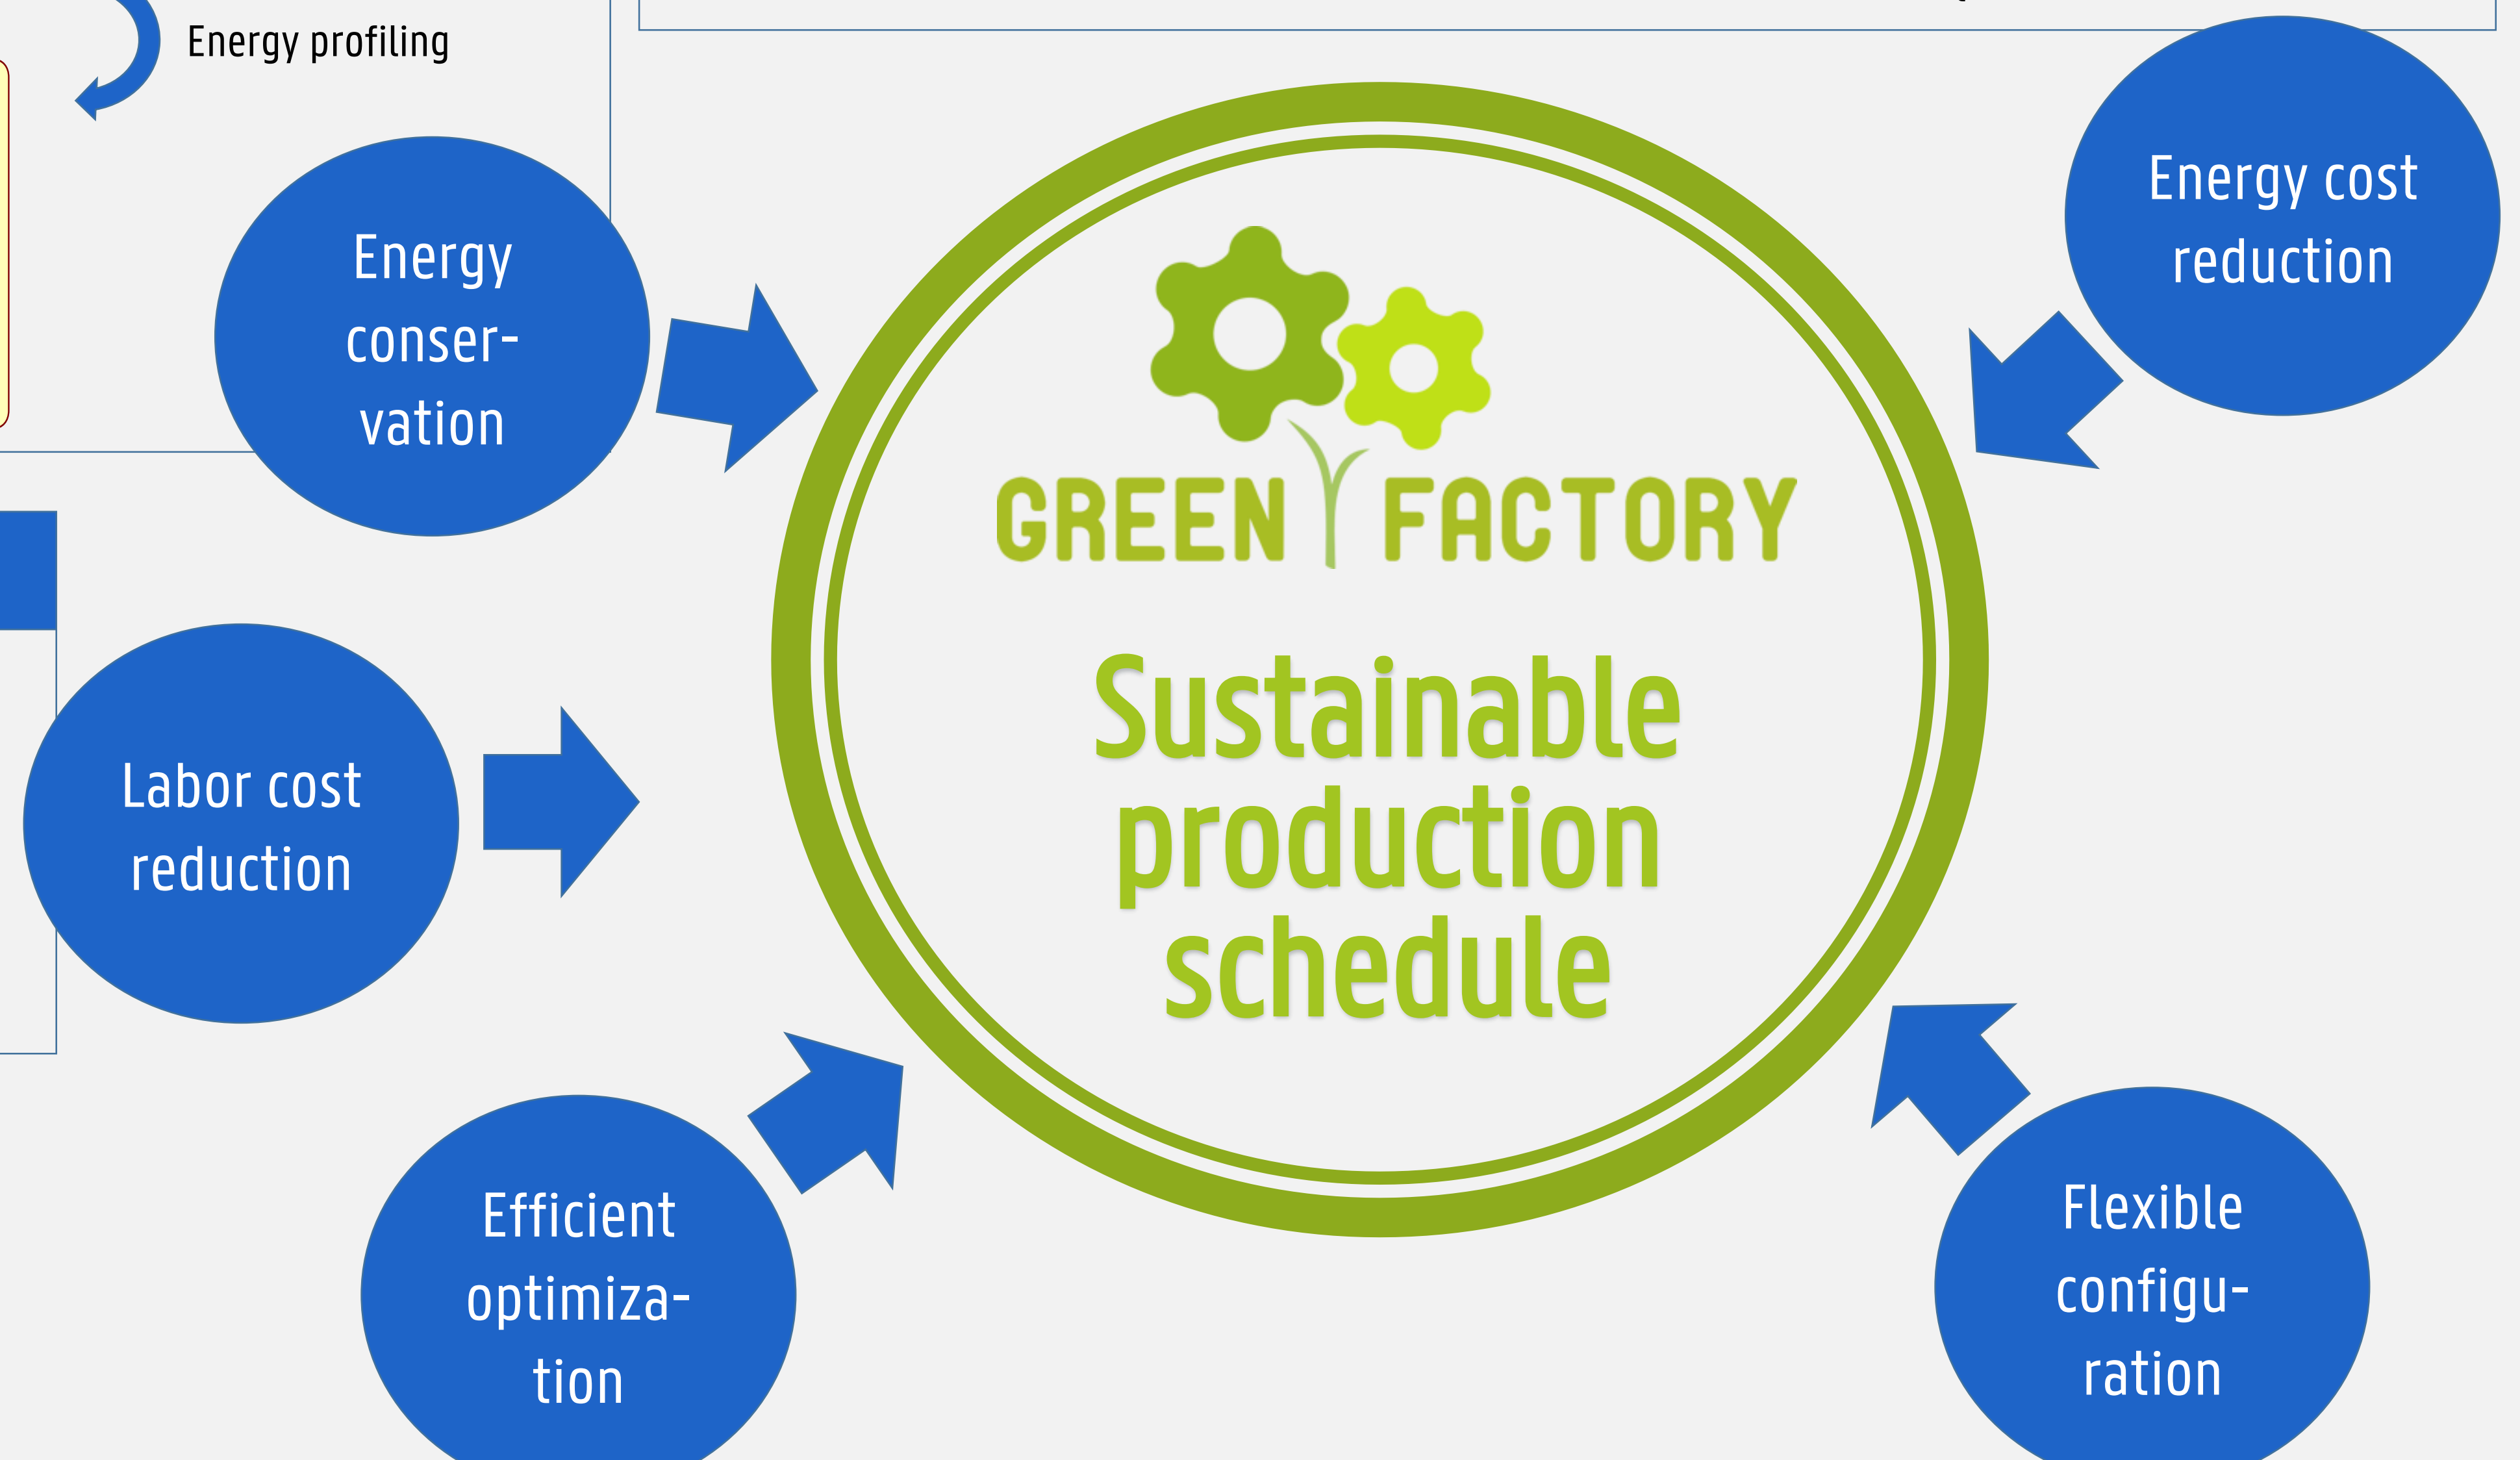 Energy profiling
Energy
conser-
vation
Energy cost
reduction
GREEN FACTORY
Sustainable
production
schedule
Labor cost
reduction
Efficient
optimiza-
tion
Flexible
configu-
ration